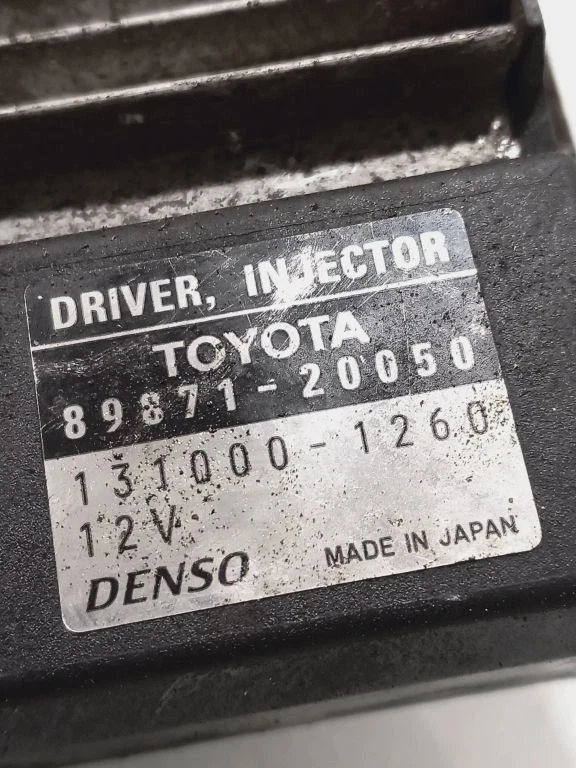 DRIVER, INJECTOR
TOYOTA
89871-20050
131000-1260
12V
DENSO MADE IN JAPAN